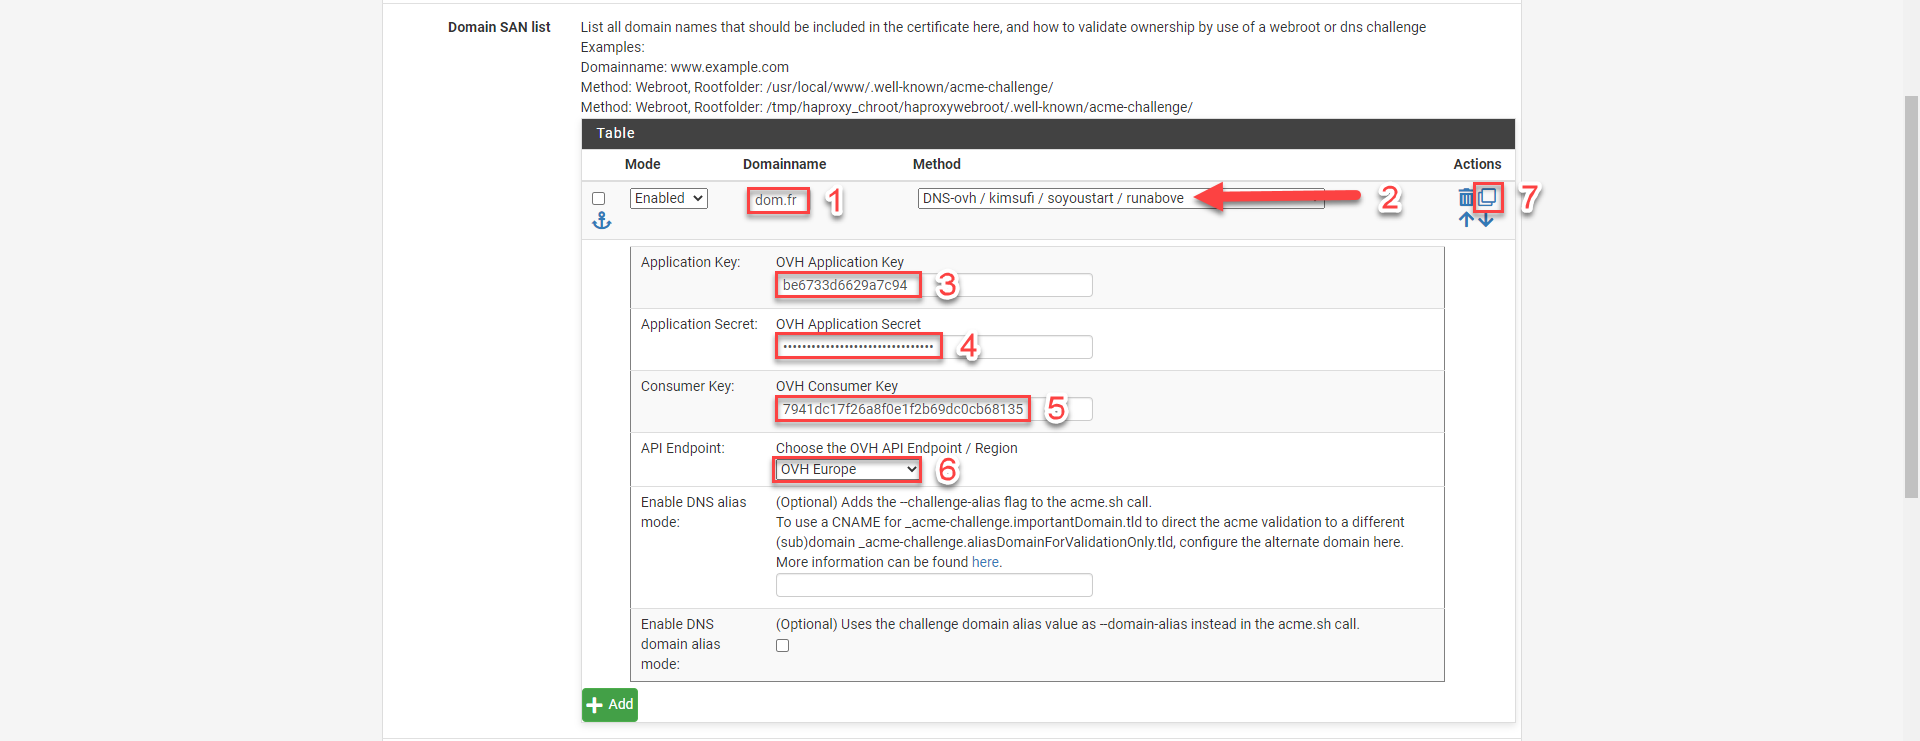 Domain SAN list
List all domain names that should be included in the certificate here, and how to validate ownership by use of a webroot or dns challenge
Examples:
Domainname: www.example.com
Method: Webroot, Rootfolder: /usr/local/www/.well-known/acme-challenge/
Method: Webroot, Rootfolder: /tmp/haproxy_chroot/haproxywebroot/.well-known/acme-challenge/
Table
Mode Domainname Method Actions
Enabled dom.fr 1 DNS-ovh / kimsufi / soyoustart / runabove 2 7
Application Key: OVH Application Key
be6733d6629a7c94 3
Application Secret: OVH Application Secret
•••••••••••••••••••••••••••••••• 4
Consumer Key: OVH Consumer Key
7941dc17f26a8f0e1f2b69dc0cb68135 5
API Endpoint: Choose the OVH API Endpoint / Region
OVH Europe 6
Enable DNS alias mode: (Optional) Adds the --challenge-alias flag to the acme.sh call.
To use a CNAME for _acme-challenge.importantDomain.tld to direct the acme validation to a different
(sub)domain _acme-challenge.aliasDomainForValidationOnly.tld, configure the alternate domain here.
More information can be found here.
Enable DNS domain alias mode: (Optional) Uses the challenge domain alias value as --domain-alias instead in the acme.sh call.
Add